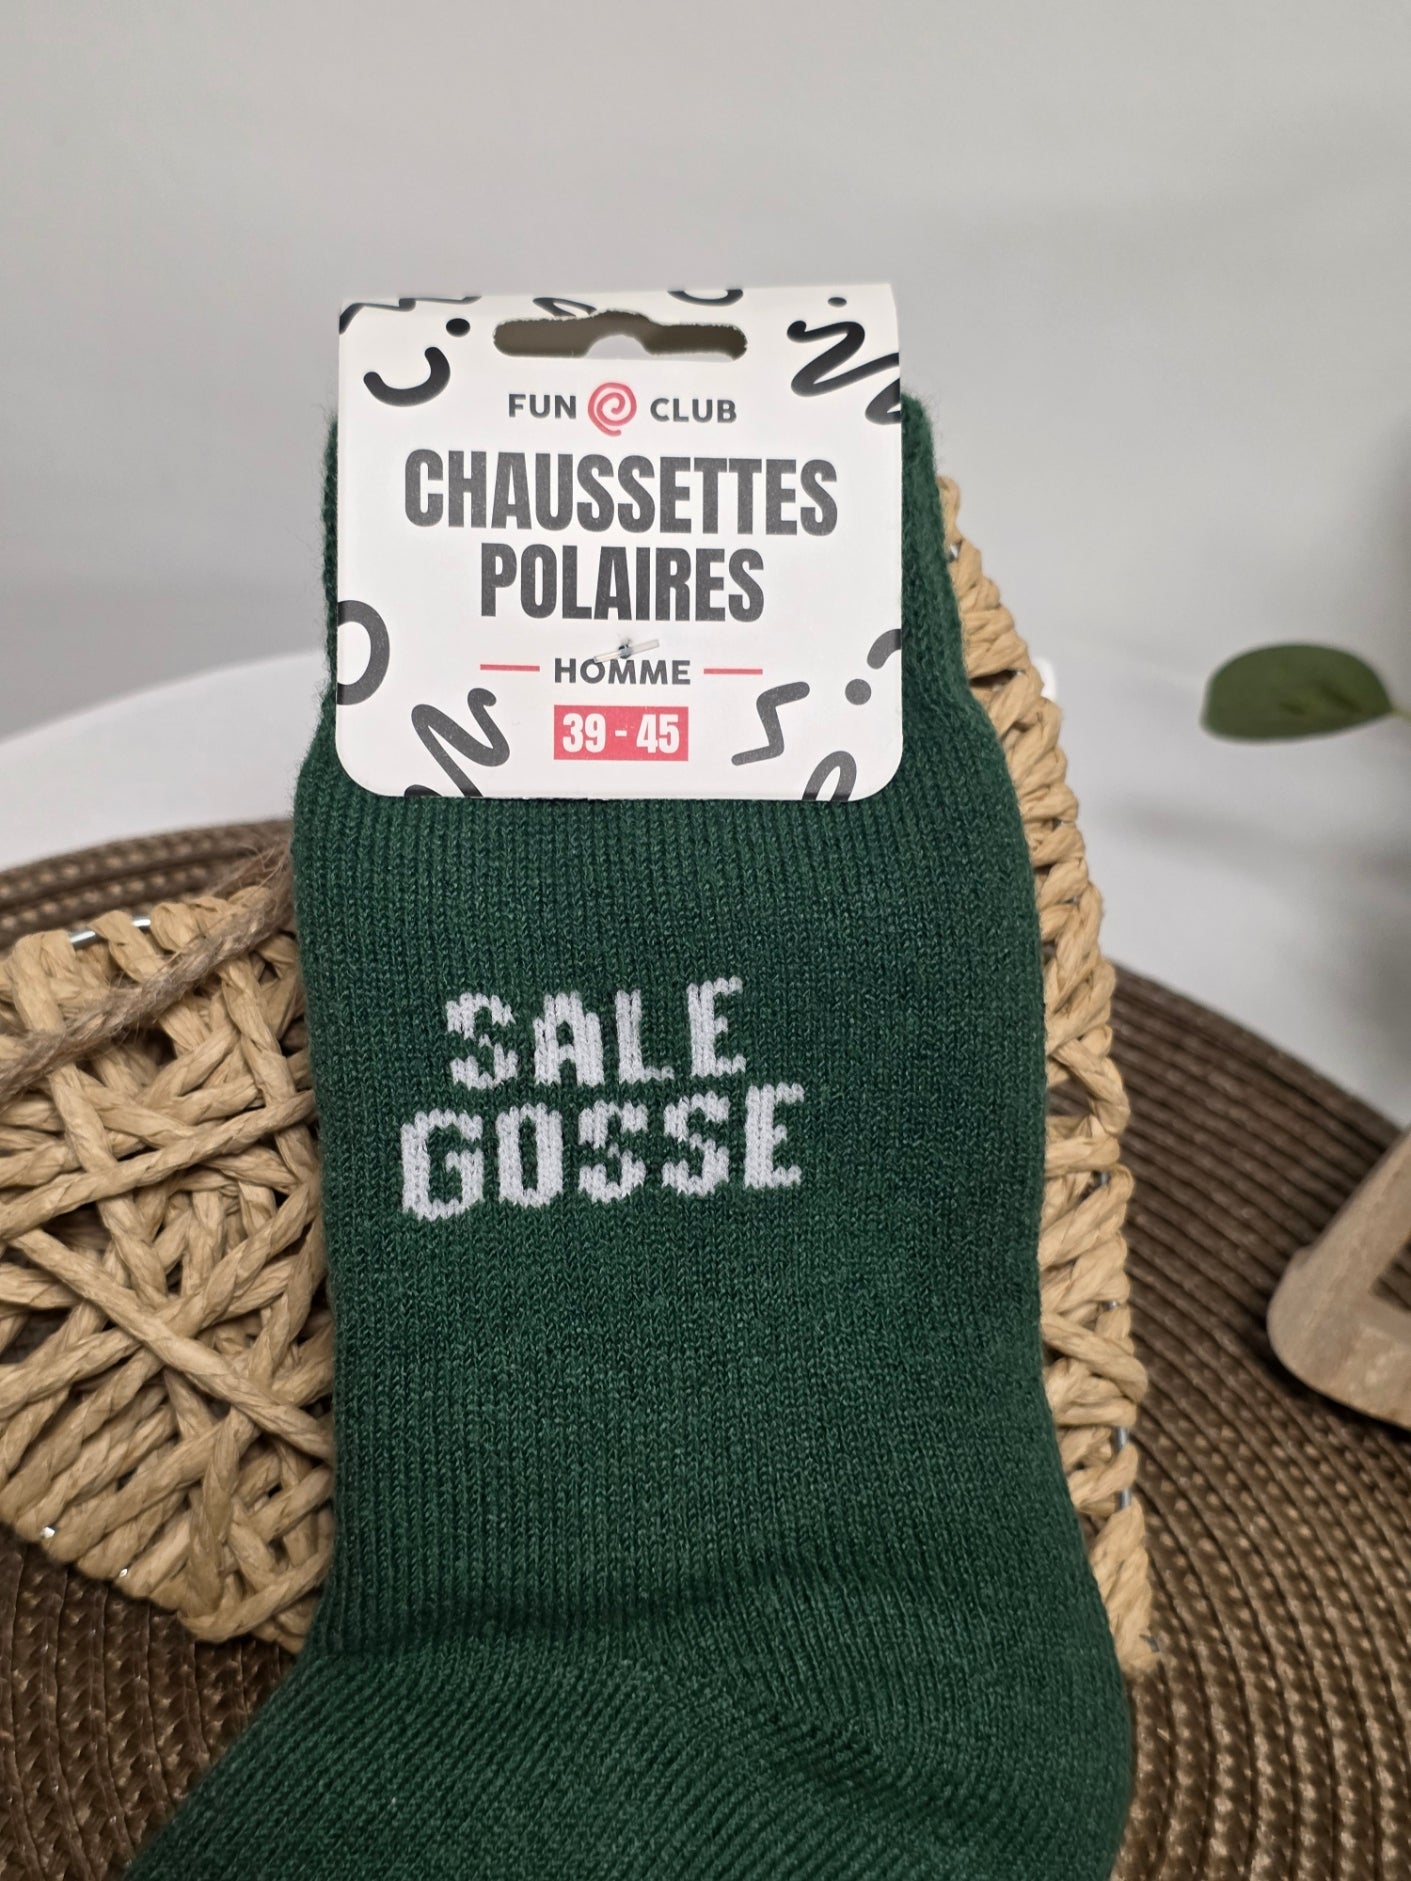 FUN CLUB
CHAUSSETTES
POLAIRES
HOMME
39 - 45
SALE
GOSSE